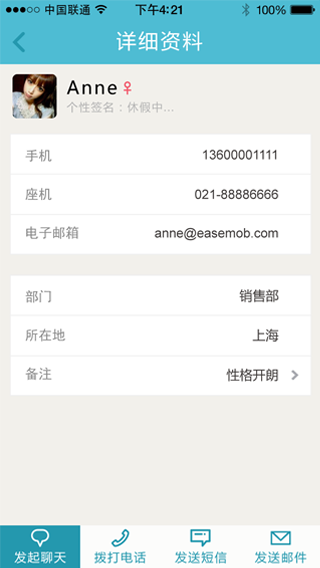 中国联通 下午4:21 100%
详细资料
Anne♀
个性签名：休假中...
手机 13600001111
座机 021-88886666
电子邮箱 anne@easemob.com
部门 销售部
所在地 上海
备注 性格开朗
发起聊天 拨打电话 发送短信 发送邮件